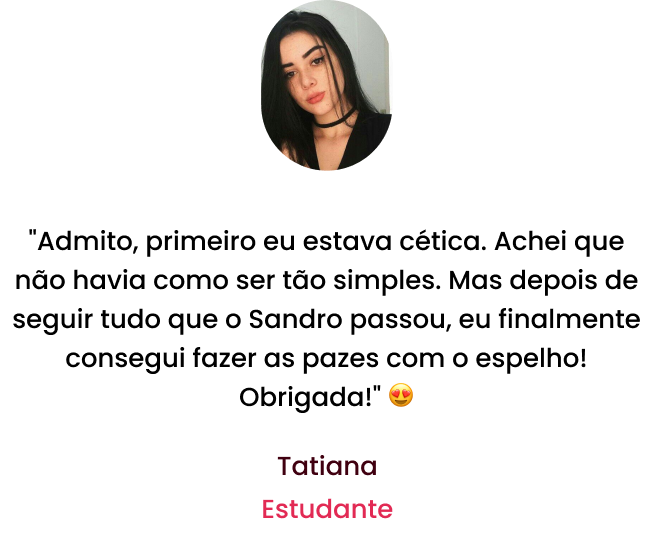 "Admito, primeiro eu estava cética. Achei que
não havia como ser tão simples. Mas depois de
seguir tudo que o Sandro passou, eu finalmente
consegui fazer as pazes com o espelho!
Obrigada!" 😍
Tatiana
Estudante